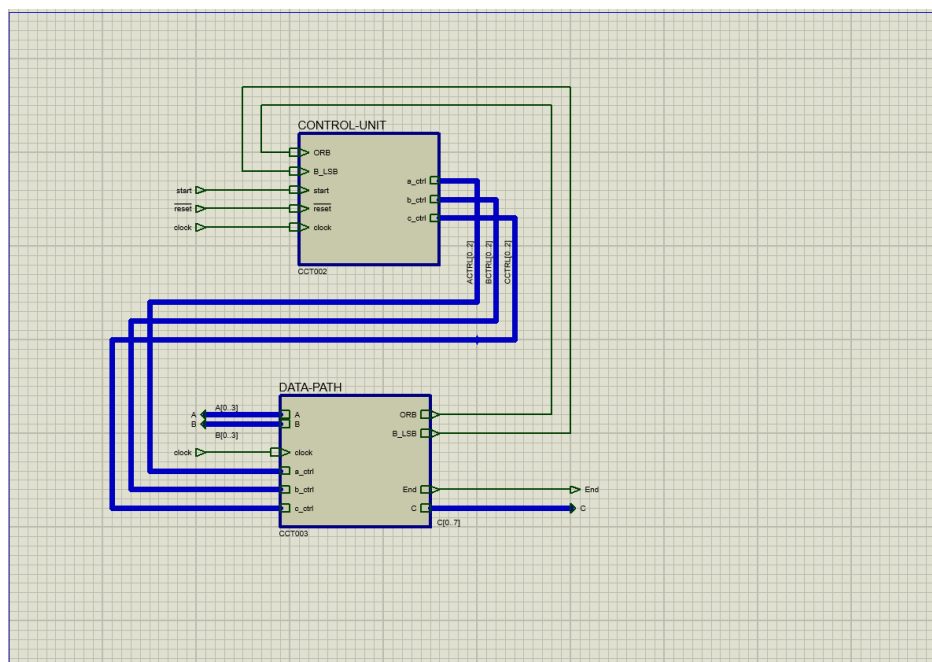 CONTROL-UNIT
ORB
B_LSB
start
reset
clock
start
reset
clock
a_ctrl
b_ctrl
c_ctrl
ACTRL[0..2]
BCTRL[0..2]
CCTRL[0..2]
CCT002
DATA-PATH
A
B
A[0..3]
B[0..3]
clock
A
B
clock
a_ctrl
b_ctrl
c_ctrl
ORB
B_LSB
End
C
End
C
C[0..7]
CCT003